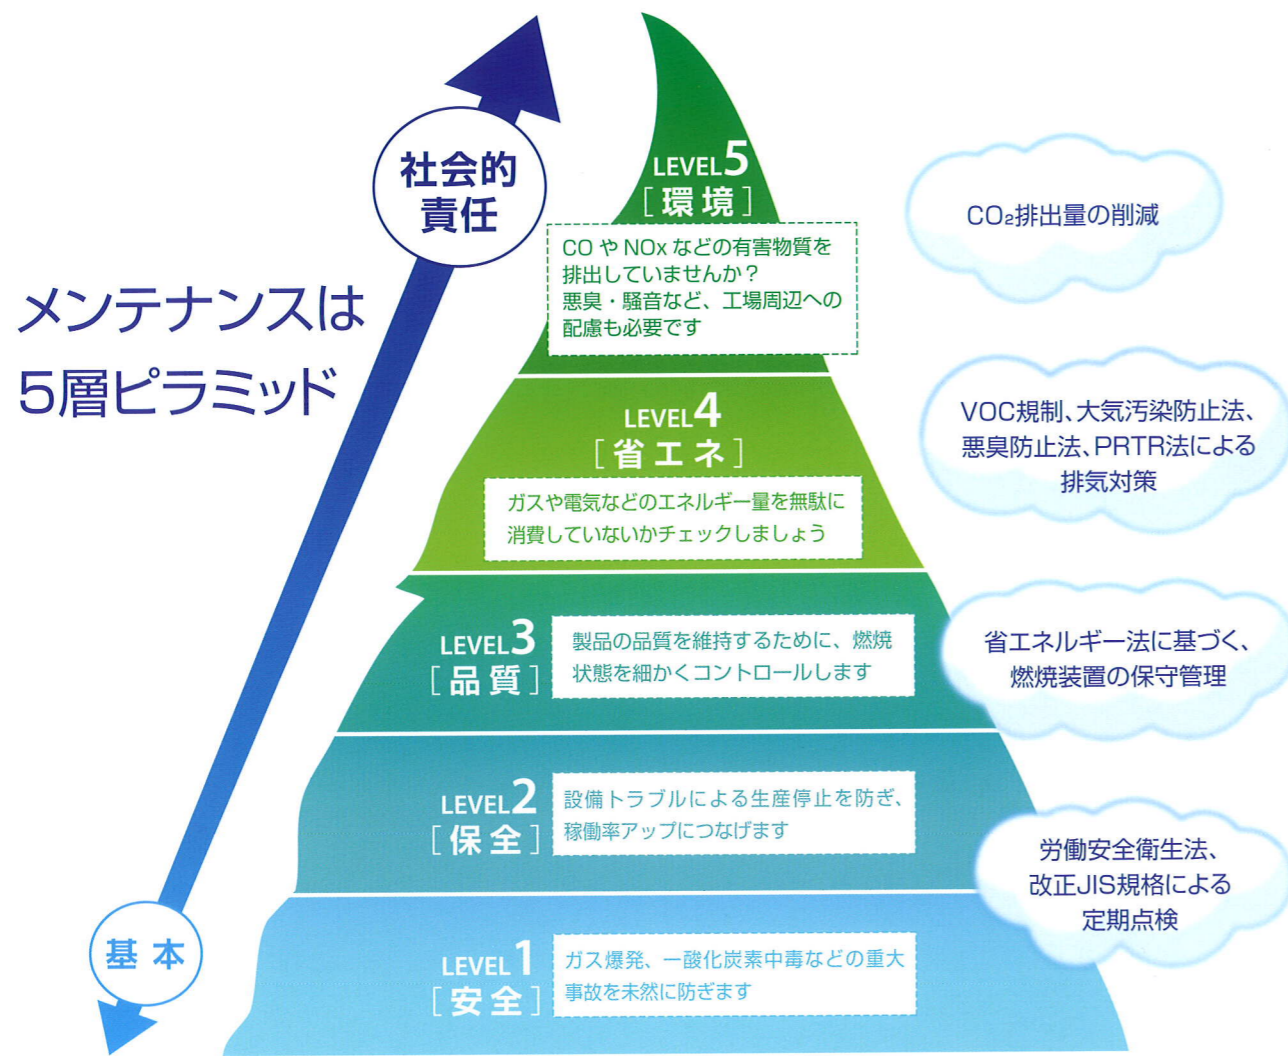 メンテナンスは
5層ピラミッド
社会的
責任
基本
LEVEL5
[環境]
CO や NOx などの有害物質を
排出していませんか？
悪臭・騒音など、工場周辺への
配慮も必要です
LEVEL4
[省エネ]
ガスや電気などのエネルギー量を無駄に
消費していないかチェックしましょう
LEVEL3
[品質]
製品の品質を維持するために、燃焼
状態を細かくコントロールします
LEVEL2
[保全]
設備トラブルによる生産停止を防ぎ、
稼働率アップにつなげます
LEVEL1
[安全]
ガス爆発、一酸化炭素中毒などの重大
事故を未然に防ぎます
CO₂排出量の削減
VOC規制、大気汚染防止法、
悪臭防止法、PRTR法による
排気対策
省エネルギー法に基づく、
燃焼装置の保守管理
労働安全衛生法、
改正JIS規格による
定期点検